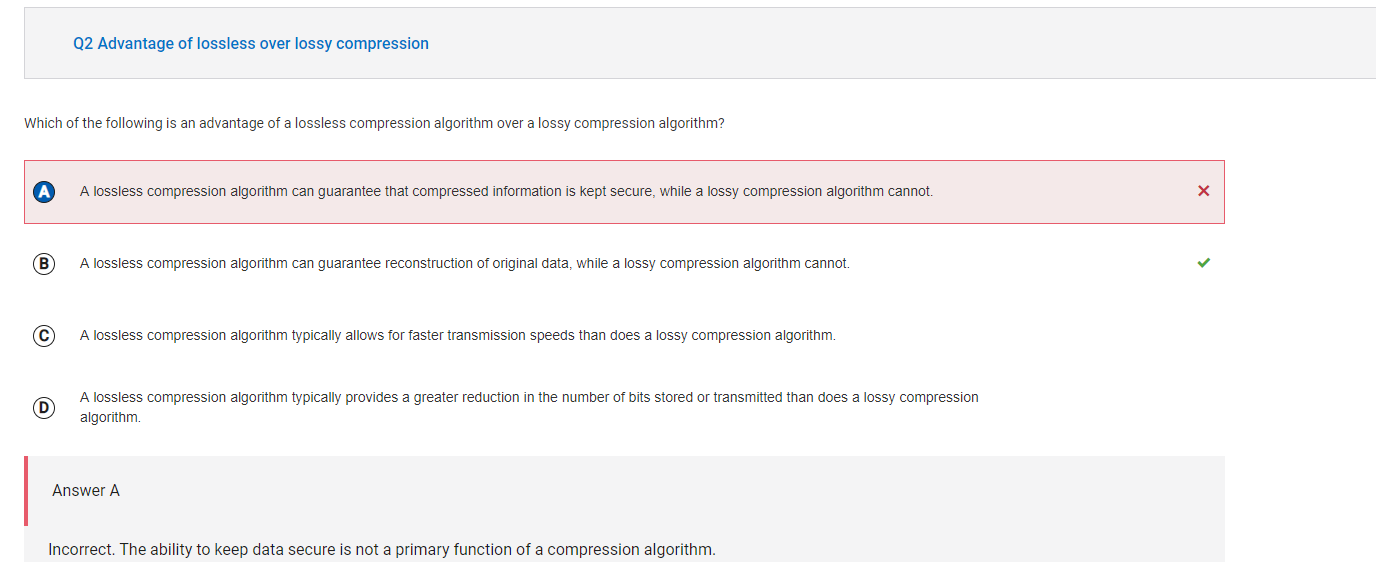 Q2 Advantage of lossless over lossy compression
Which of the following is an advantage of a lossless compression algorithm over a lossy compression algorithm?
A A lossless compression algorithm can guarantee that compressed information is kept secure, while a lossy compression algorithm cannot.
B A lossless compression algorithm can guarantee reconstruction of original data, while a lossy compression algorithm cannot.
C A lossless compression algorithm typically allows for faster transmission speeds than does a lossy compression algorithm.
D A lossless compression algorithm typically provides a greater reduction in the number of bits stored or transmitted than does a lossy compression
algorithm.
Answer A
Incorrect. The ability to keep data secure is not a primary function of a compression algorithm.